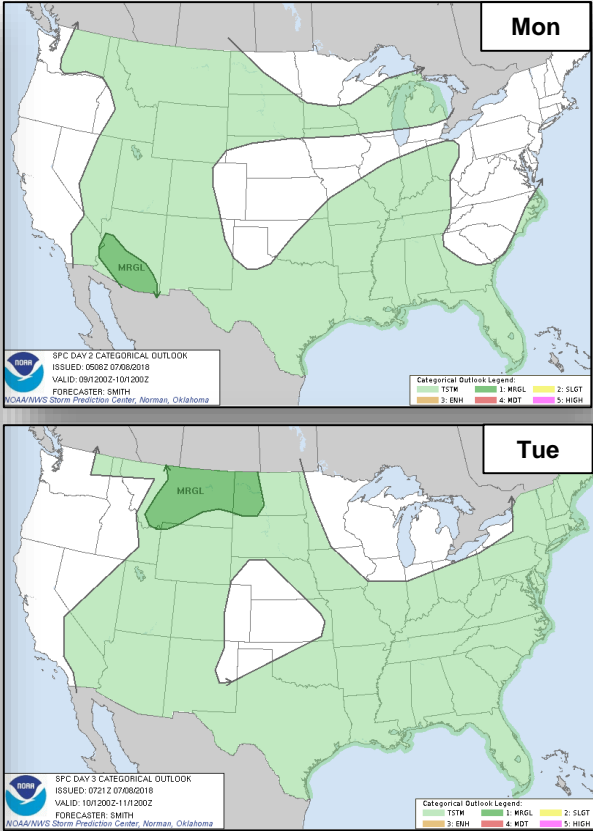 Mon
MRGL
NOAA
SPC DAY 2 CATEGORICAL OUTLOOK
ISSUED: 0508Z 07/08/2018
VALID: 09/1200Z-10/1200Z
FORECASTER: SMITH
NOAA/NWS Storm Prediction Center, Norman, Oklahoma
Categorical Outlook Legend:
TSTM 1: MRGL 2: SLGT
3: ENH 4: MDT 5: HIGH
Tue
MRGL
NOAA
SPC DAY 3 CATEGORICAL OUTLOOK
ISSUED: 0721Z 07/08/2018
VALID: 10/1200Z-11/1200Z
FORECASTER: SMITH
NOAA/NWS Storm Prediction Center, Norman, Oklahoma
Categorical Outlook Legend:
TSTM 1: MRGL 2: SLGT
3: ENH 4: MDT 5: HIGH